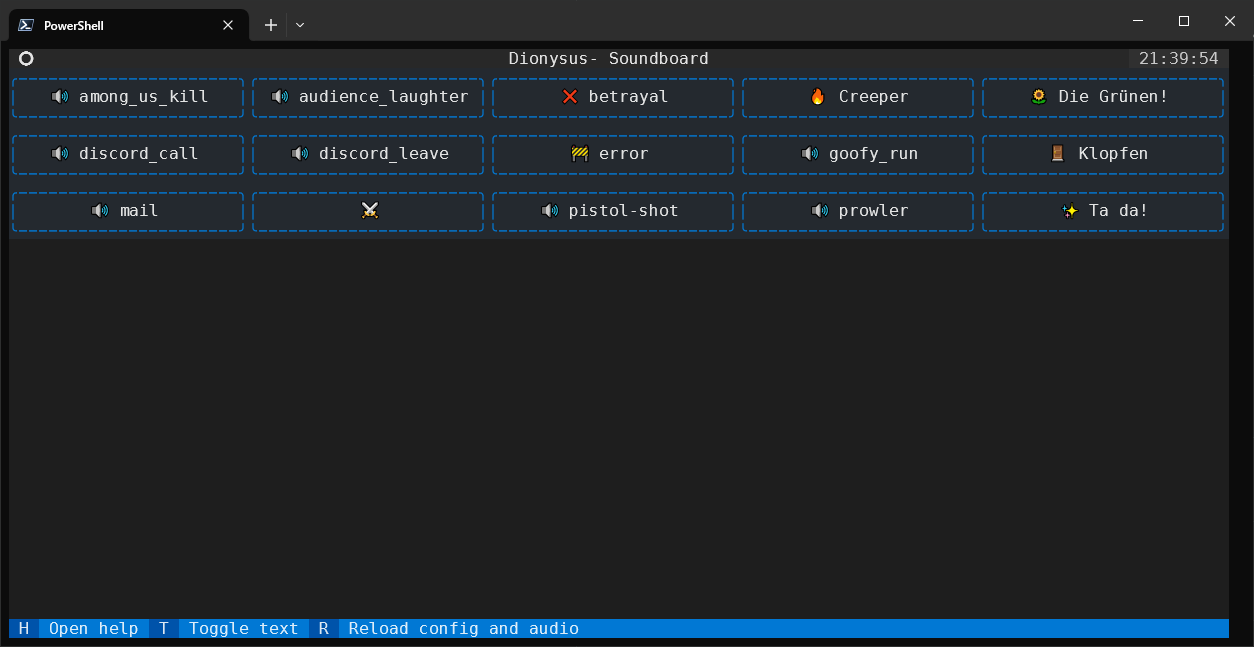 PowerShell
Dionysus- Soundboard 21:39:54
among_us_kill audience_laughter betrayal Creeper Die Grünen!
discord_call discord_leave error goofy_run Klopfen
mail pistol-shot prowler Ta da!
H Open help T Toggle text R Reload config and audio